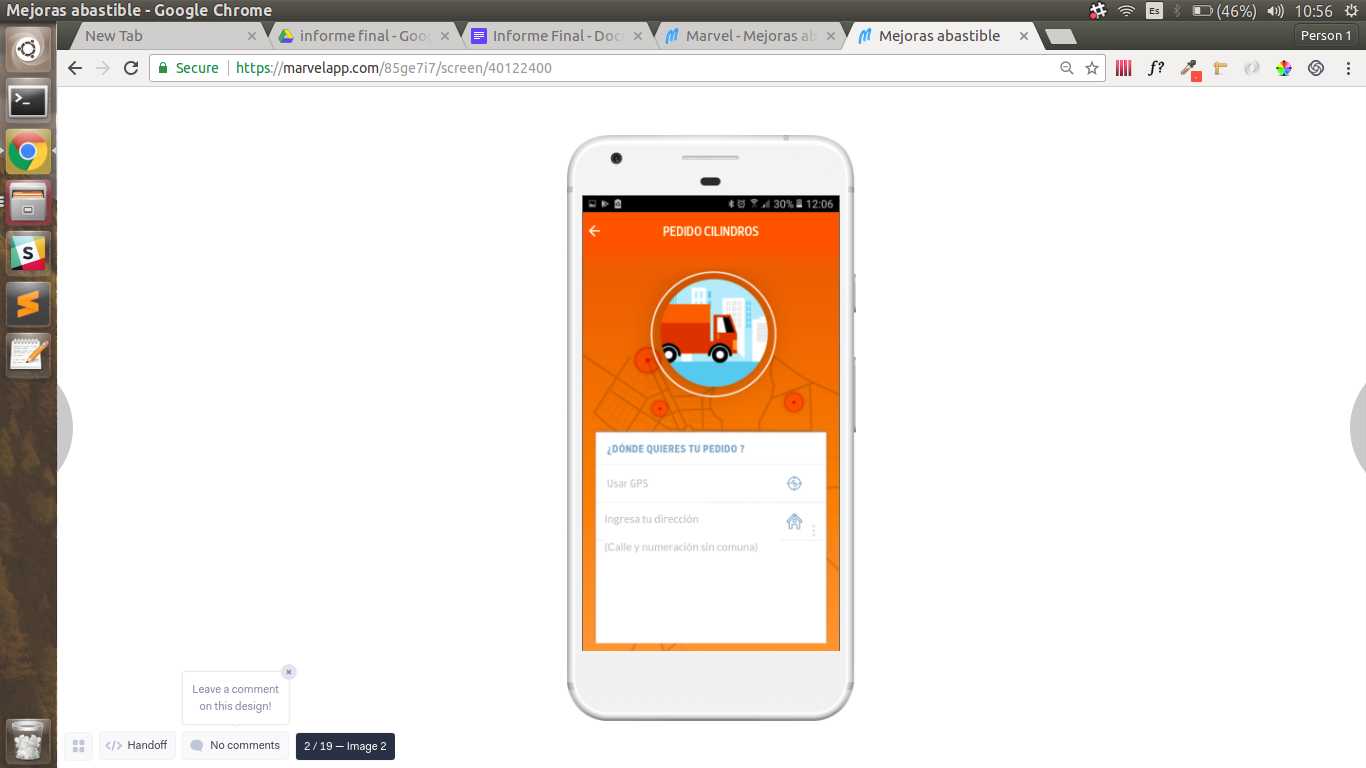 Mejoras abastible - Google Chrome
Es
(46%)
10:56
New Tab
informe final - Goo
Informe Final - Doc
Marvel - Mejoras ab
Mejoras abastible
Person 1
Secure
https://marvelapp.com/85ge7i7/screen/40122400
f?
30%
12:06
PEDIDO CILINDROS
¿DÓNDE QUIERES TU PEDIDO ?
Usar GPS
Ingresa tu dirección
(Calle y numeración sin comuna)
Leave a comment
on this design!
Handoff
No comments
2 / 19 — Image 2